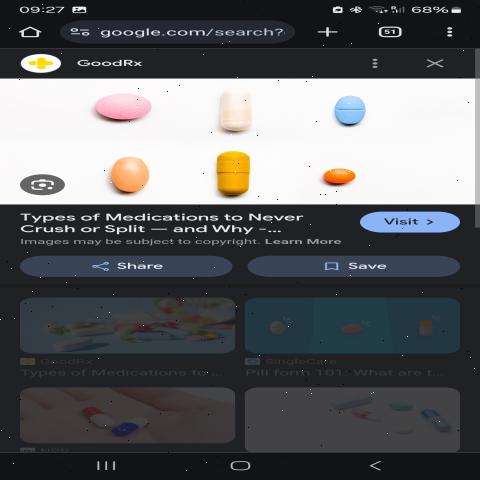 09:27
68%
google.com/search?
51
GoodRx
Types of Medications to Never
Crush or Split — and Why -...
Visit >
Images may be subject to copyright. Learn More
Share
Save
GoodRx
SingleCare
Types of Medications to ...
Pill form 101: What are t...